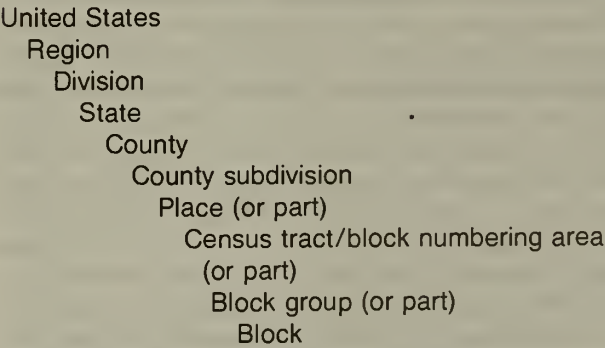 United States
Region
Division
State
County
County subdivision
Place (or part)
Census tract/block numbering area
(or part)
Block group (or part)
Block